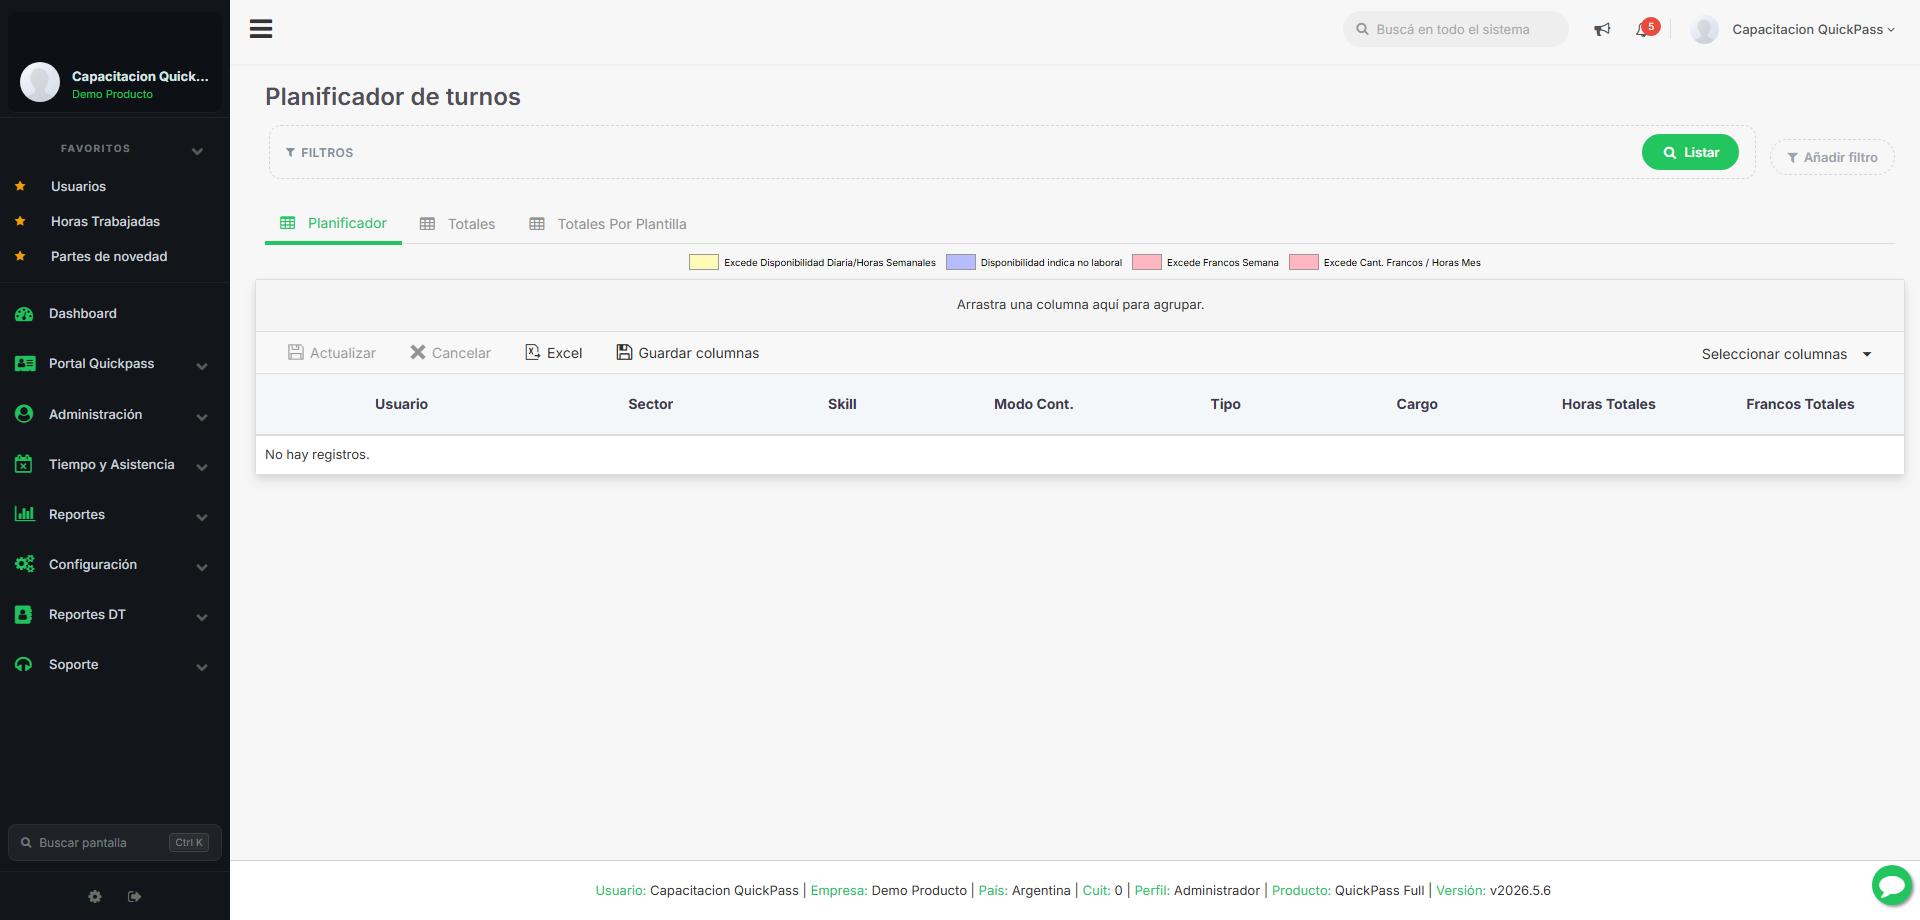 Capacitacion Quick...
Demo Producto
FAVORITOS
Usuarios
Horas Trabajadas
Partes de novedad
Dashboard
Portal Quickpass
Administración
Tiempo y Asistencia
Reportes
Configuración
Reportes DT
Soporte
Buscar pantalla Ctrl K
Buscá en todo el sistema 5 Capacitacion QuickPass
Planificador de turnos
FILTROS Listar Añadir filtro
Planificador Totales Totales Por Plantilla
Excede Disponibilidad Diaria/Horas Semanales Disponibilidad indica no laboral Excede Francos Semana Excede Cant. Francos / Horas Mes
Arrastra una columna aquí para agrupar.
Actualizar Cancelar Excel Guardar columnas Seleccionar columnas
Usuario Sector Skill Modo Cont. Tipo Cargo Horas Totales Francos Totales
No hay registros.
Usuario: Capacitacion QuickPass | Empresa: Demo Producto | País: Argentina | Cuit: 0 | Perfil: Administrador | Producto: QuickPass Full | Versión: v2026.5.6